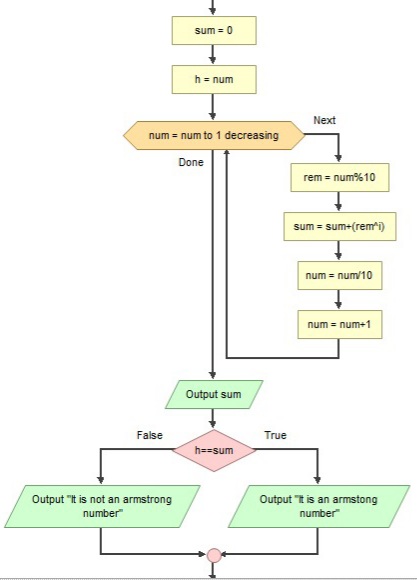 sum = 0
h = num
num = num to 1 decreasing
Next
Done
rem = num%10
sum = sum+(rem^i)
num = num/10
num = num+1
Output sum
False
True
h==sum
Output "It is not an armstrong
number"
Output "It is an armstong
number"